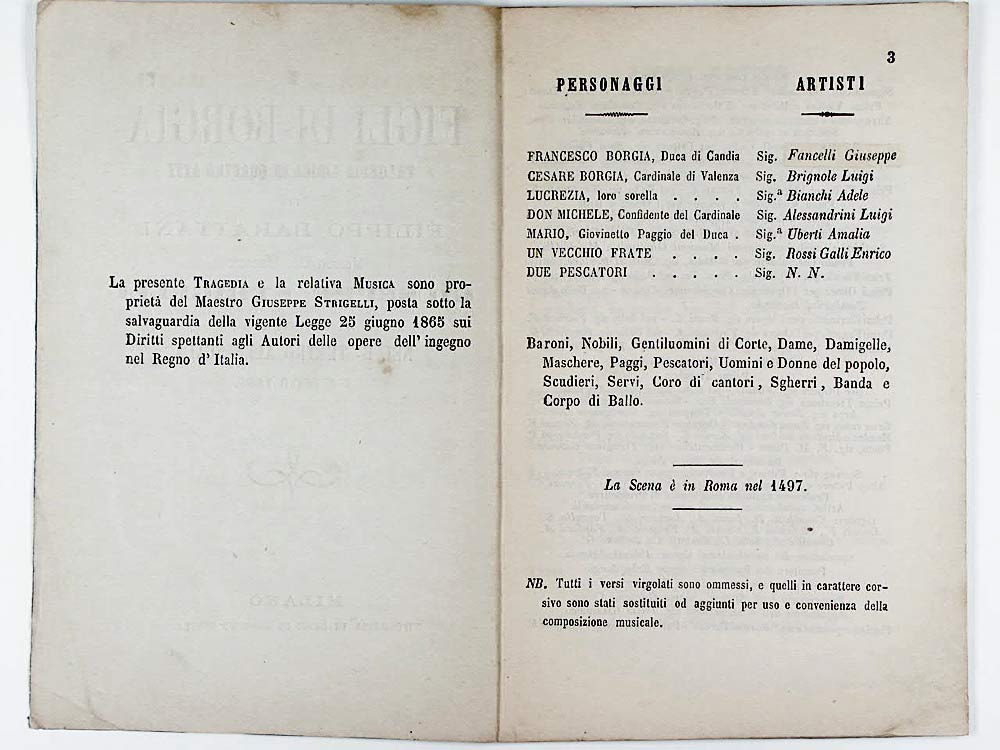 La presente TRAGEDIA e la relativa MUSICA sono pro-
prietà del Maestro GIUSEPPE STRIGELLI, posta sotto la
salvaguardia della vigente Legge 25 giugno 1865 sui
Diritti spettanti agli Autori delle opere dell' ingegno
nel Regno d' Italia.
3
PERSONAGGI ARTISTI
FRANCESCO BORGIA, Duca di Candia Sig. Fancelli Giuseppe
CESARE BORGIA, Cardinale di Valenza Sig. Brignole Luigi
LUCREZIA, loro sorella . . . . Sig.ª Bianchi Adele
DON MICHELE, Confidente del Cardinale Sig. Alessandrini Luigi
MARIO, Giovinetto Paggio del Duca . Sig.ª Uberti Amalia
UN VECCHIO FRATE . . . . Sig. Rossi Galli Enrico
DUE PESCATORI . . . . . Sig. N. N.
Baroni, Nobili, Gentiluomini di Corte, Dame, Damigelle,
Maschere, Paggi, Pescatori, Uomini e Donne del popolo,
Scudieri, Servi, Coro di cantori, Sgherri, Banda e
Corpo di Ballo.
La Scena è in Roma nel 1497.
NB. Tutti i versi virgolati sono ommessi, e quelli in carattere cor-
sivo sono stati sostituiti od aggiunti per uso e convenienza della
composizione musicale.